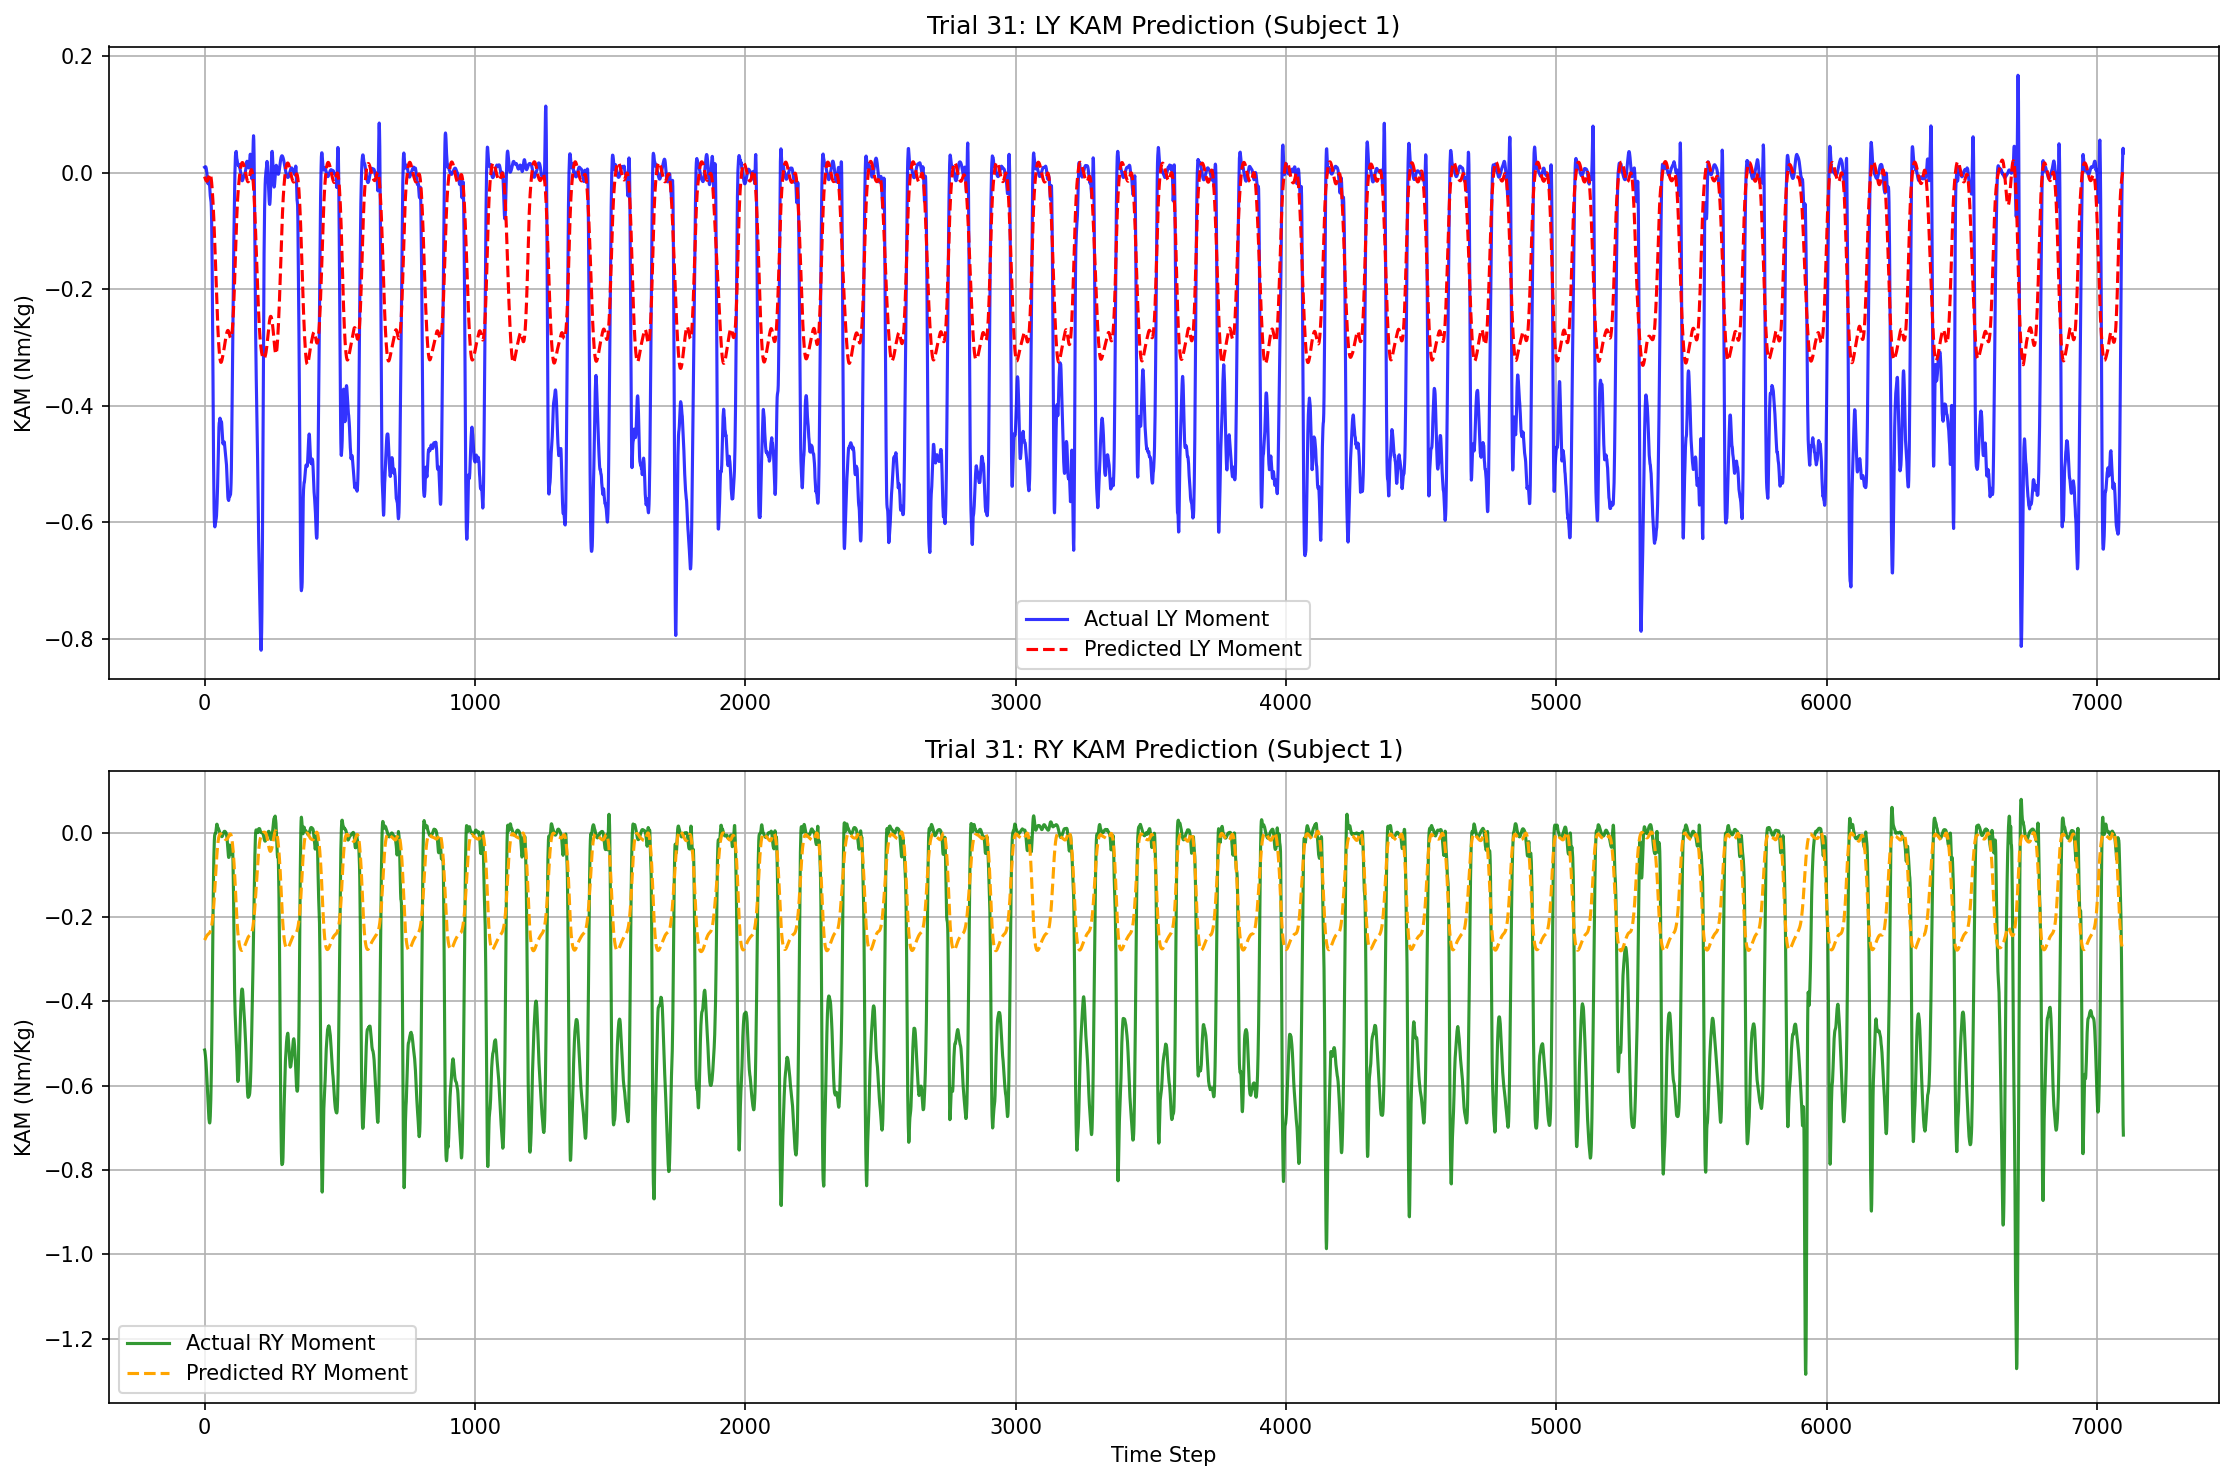 Trial 31: LY KAM Prediction (Subject 1)
0.2
0.0
−0.2
−0.4
−0.6
−0.8
KAM (Nm/Kg)
Actual LY Moment
Predicted LY Moment
0 1000 2000 3000 4000 5000 6000 7000
Trial 31: RY KAM Prediction (Subject 1)
0.0
−0.2
−0.4
−0.6
−0.8
−1.0
−1.2
KAM (Nm/Kg)
Actual RY Moment
Predicted RY Moment
0 1000 2000 3000 4000 5000 6000 7000
Time Step